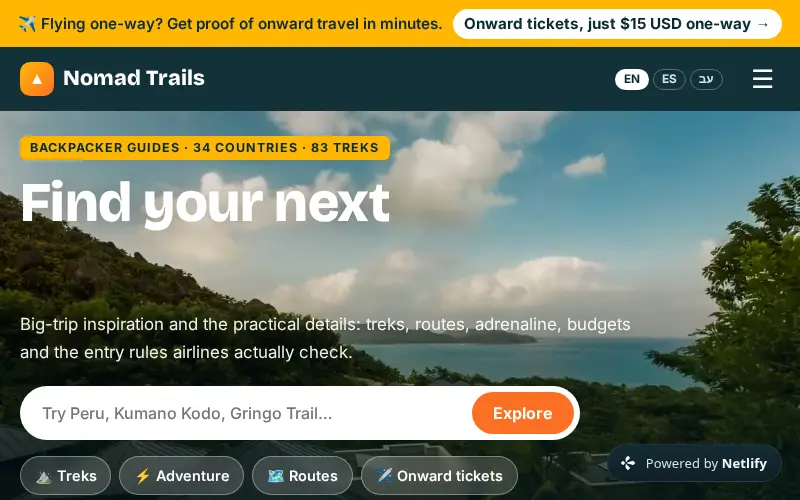 ✈️ Flying one-way? Get proof of onward travel in minutes. Onward tickets, just $15 USD one-way →
▲ Nomad Trails EN ES עב ☰
BACKPACKER GUIDES · 34 COUNTRIES · 83 TREKS
Find your next
Big-trip inspiration and the practical details: treks, routes, adrenaline, budgets
and the entry rules airlines actually check.
Try Peru, Kumano Kodo, Gringo Trail... Explore
⛰️ Treks ⚡ Adventure 🗺️ Routes ✈️ Onward tickets
Powered by Netlify